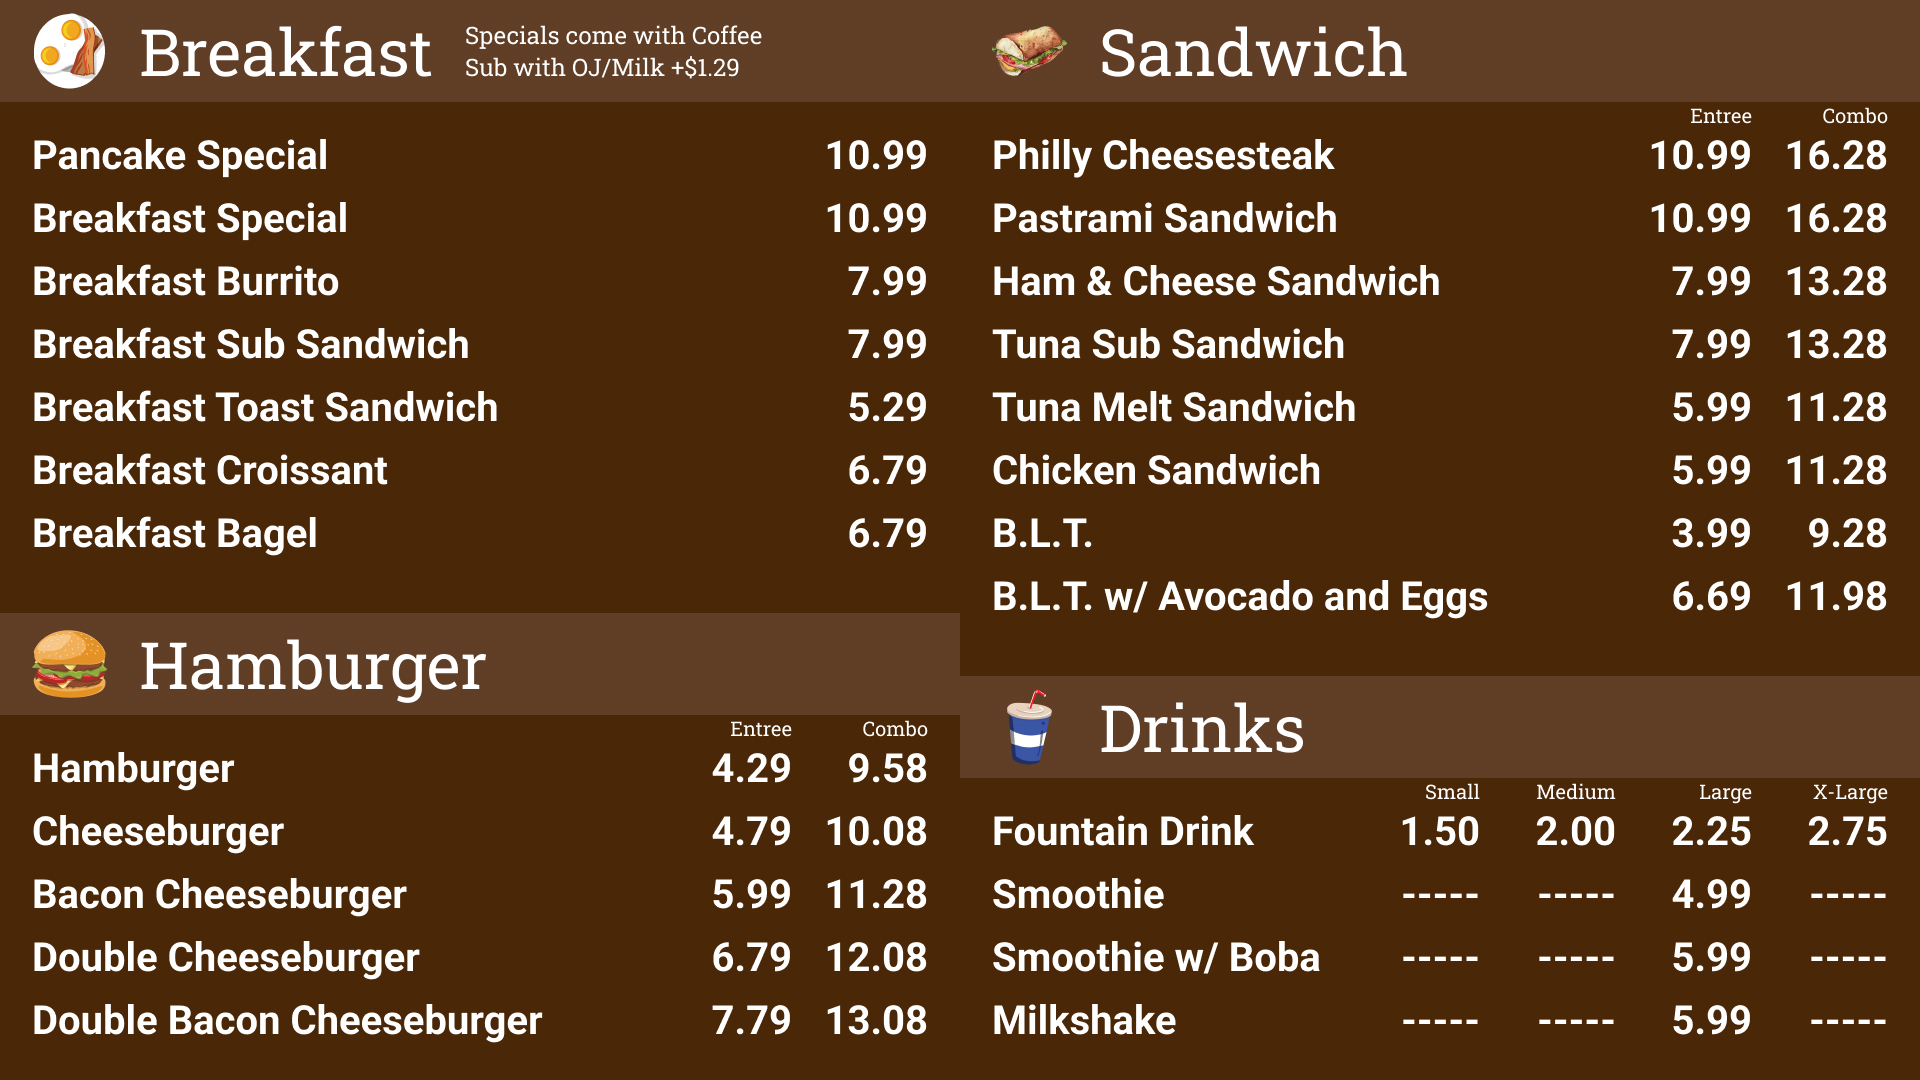 Breakfast
Specials come with Coffee
Sub with OJ/Milk +$1.29
Pancake Special 10.99
Breakfast Special 10.99
Breakfast Burrito 7.99
Breakfast Sub Sandwich 7.99
Breakfast Toast Sandwich 5.29
Breakfast Croissant 6.79
Breakfast Bagel 6.79
Hamburger
Entree Combo
Hamburger 4.29 9.58
Cheeseburger 4.79 10.08
Bacon Cheeseburger 5.99 11.28
Double Cheeseburger 6.79 12.08
Double Bacon Cheeseburger 7.79 13.08
Sandwich
Entree Combo
Philly Cheesesteak 10.99 16.28
Pastrami Sandwich 10.99 16.28
Ham & Cheese Sandwich 7.99 13.28
Tuna Sub Sandwich 7.99 13.28
Tuna Melt Sandwich 5.99 11.28
Chicken Sandwich 5.99 11.28
B.L.T. 3.99 9.28
B.L.T. w/ Avocado and Eggs 6.69 11.98
Drinks
Small Medium Large X-Large
Fountain Drink 1.50 2.00 2.25 2.75
Smoothie ----- ----- 4.99 -----
Smoothie w/ Boba ----- ----- 5.99 -----
Milkshake ----- ----- 5.99 -----